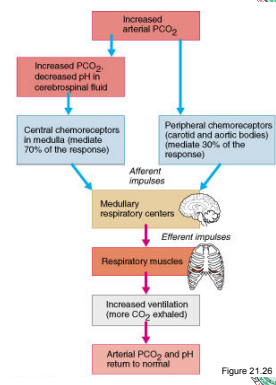 Increased
arterial PCO2
Increased PCO2,
decreased pH in
cerebrospinal fluid
Central chemoreceptors
in medulla (mediate
70% of the response)
Peripheral chemoreceptors
(carotid and aortic bodies)
(mediate 30% of the
response)
Afferent
impulses
Medullary
respiratory centers
Efferent impulses
Respiratory muscles
Increased ventilation
(more CO2 exhaled)
Arterial PCO2 and pH
return to normal
Figure 21.26